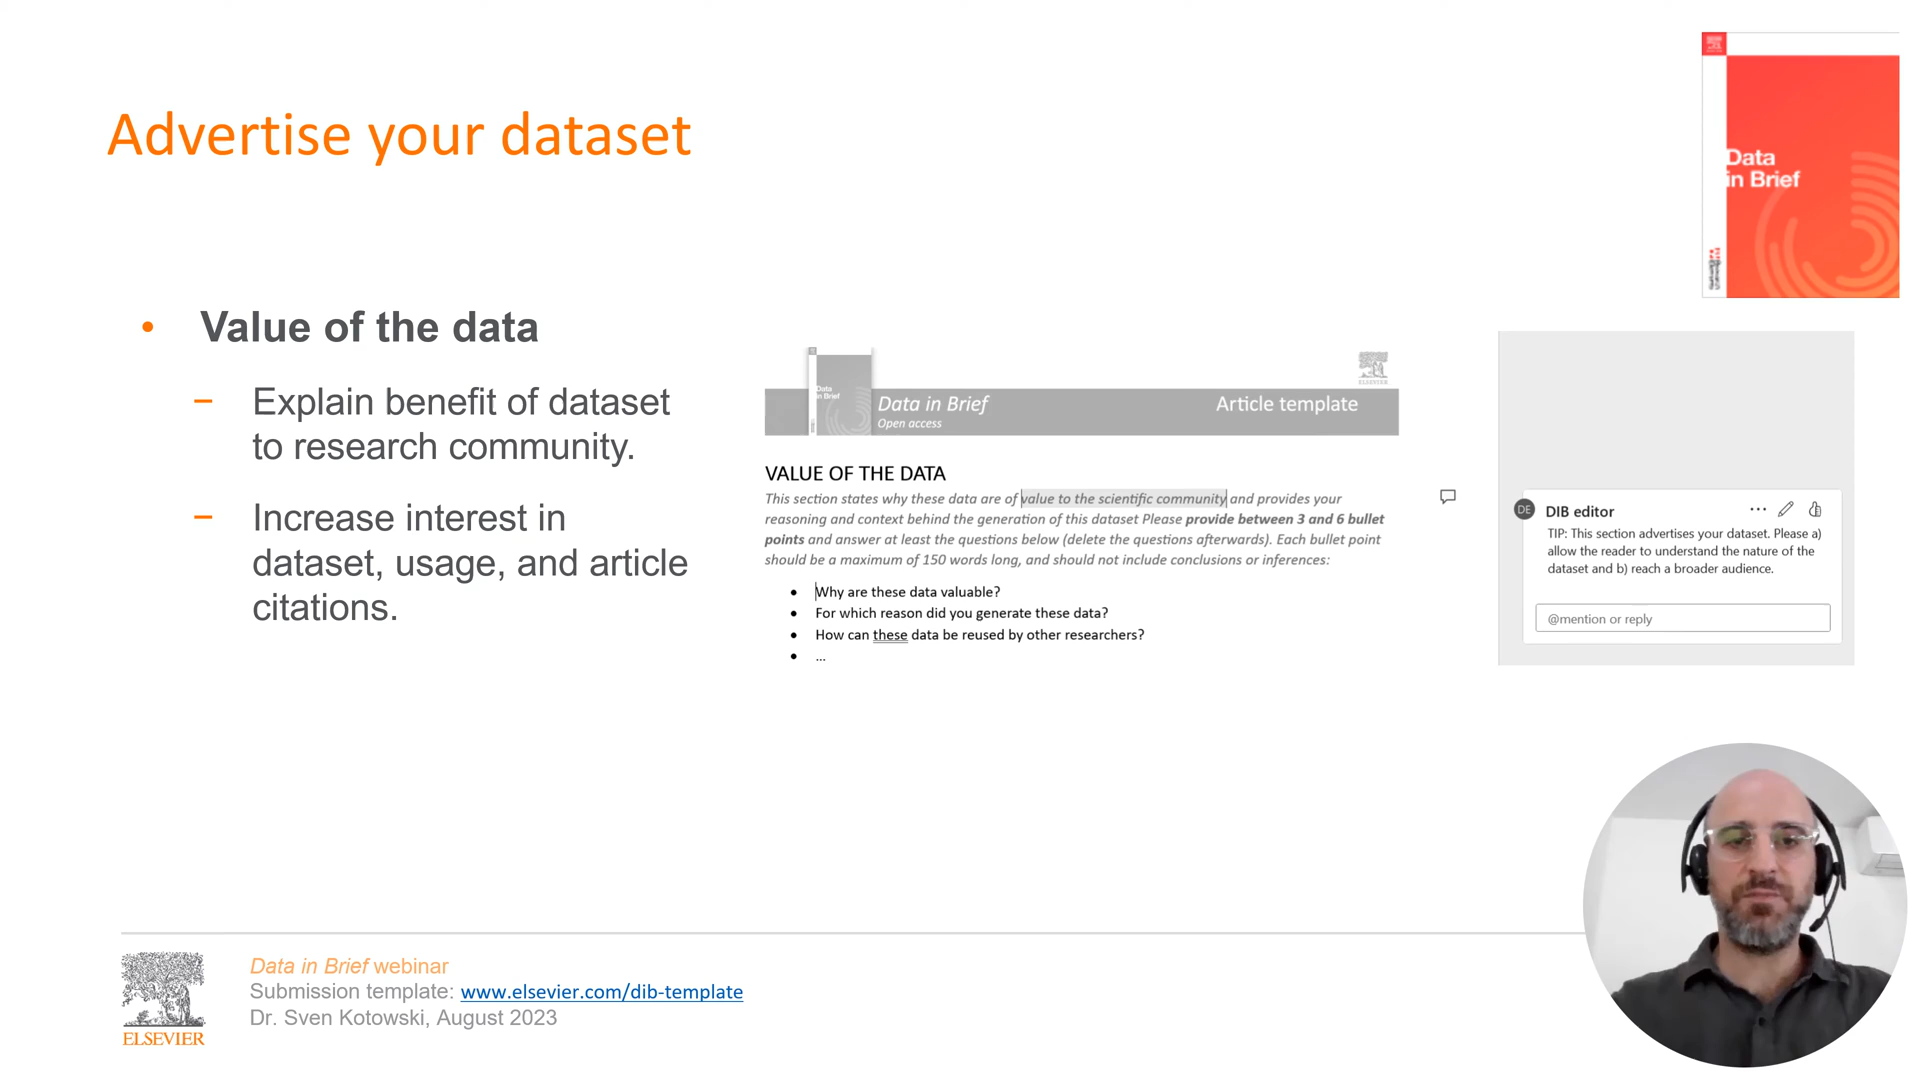 Advertise your dataset
Data
in Brief
• Value of the data
− Explain benefit of dataset
to research community.
− Increase interest in
dataset, usage, and article
citations.
Data
in Brief
Data in Brief
Open access
Article template
ELSEVIER
VALUE OF THE DATA
This section states why these data are of value to the scientific community and provides your
reasoning and context behind the generation of this dataset Please provide between 3 and 6 bullet
points and answer at least the questions below (delete the questions afterwards). Each bullet point
should be a maximum of 150 words long, and should not include conclusions or inferences:
• Why are these data valuable?
• For which reason did you generate these data?
• How can these data be reused by other researchers?
• ...
DE
DIB editor
TIP: This section advertises your dataset. Please a)
allow the reader to understand the nature of the
dataset and b) reach a broader audience.
@mention or reply
ELSEVIER
Data in Brief webinar
Submission template: www.elsevier.com/dib-template
Dr. Sven Kotowski, August 2023